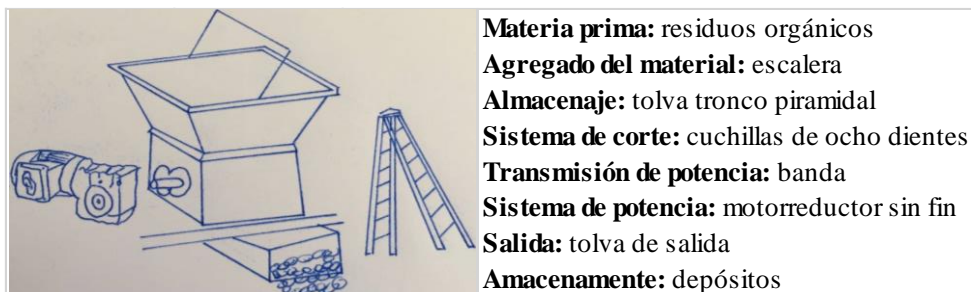 Materia prima: residuos orgánicos
Agregado del material: escalera
Almacenaje: tolva tronco piramidal
Sistema de corte: cuchillas de ocho dientes
Transmisión de potencia: banda
Sistema de potencia: motorreductor sin fin
Salida: tolva de salida
Amacenamente: depósitos